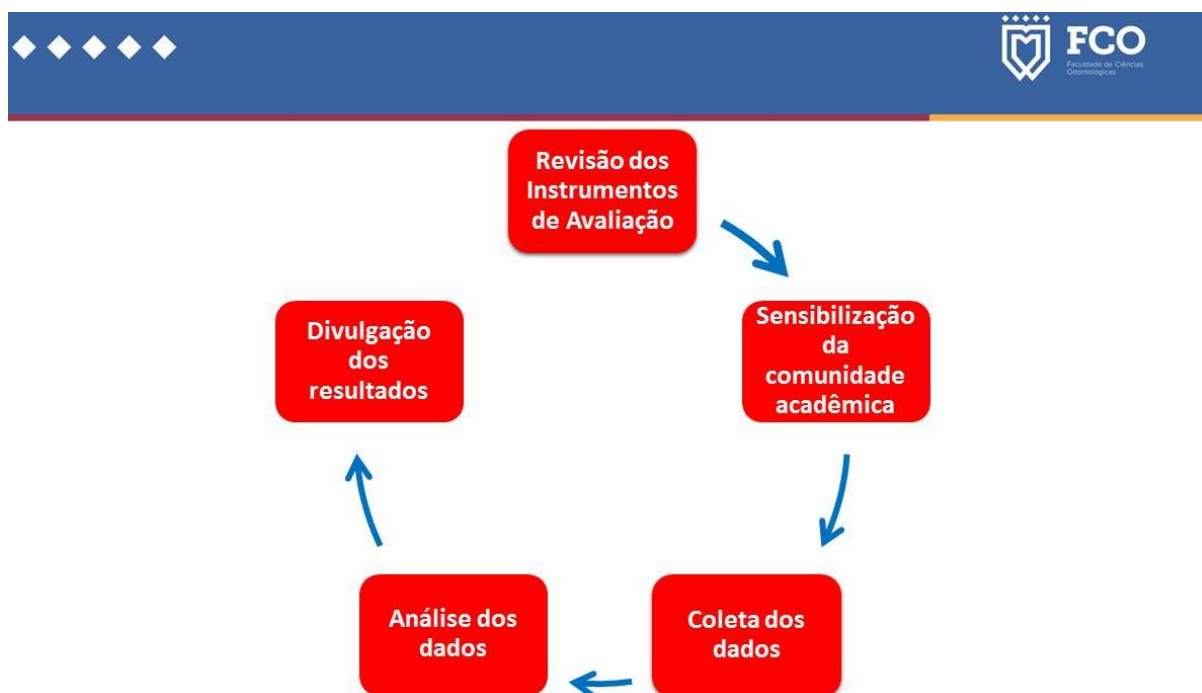 FCO
Faculdade de Ciências
Odontológicas
Revisão dos
Instrumentos
de Avaliação
Sensibilização
da
comunidade
acadêmica
Coleta dos
dados
Análise dos
dados
Divulgação
dos
resultados